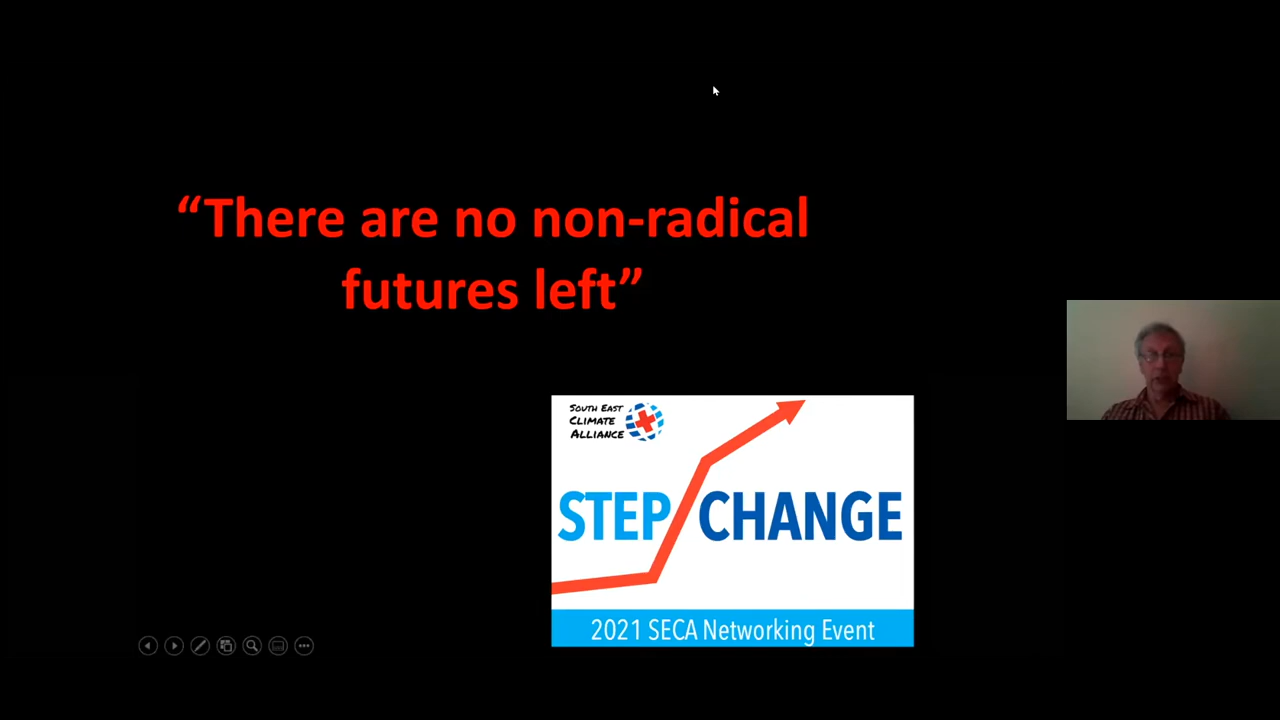 “There are no non-radical
futures left”
SOUTH EAST
CLIMATE
ALLIANCE
STEP CHANGE
2021 SECA Networking Event